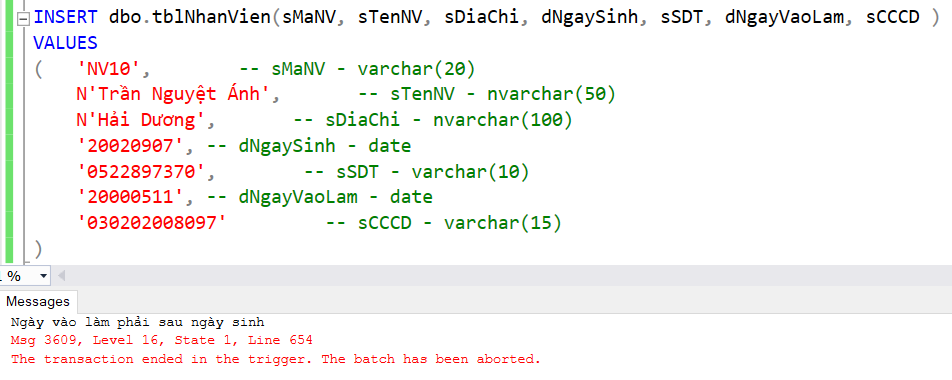 INSERT dbo.tblNhanVien(sMaNV, sTenNV, sDiaChi, dNgaySinh, sSDT, dNgayVaoLam, sCCCD )
VALUES
(   'NV10',       -- sMaNV - varchar(20)
N'Trần Nguyệt Ánh',      -- sTenNV - nvarchar(50)
N'Hải Dương',      -- sDiaChi - nvarchar(100)
'20020907', -- dNgaySinh - date
'0522897370',       -- sSDT - varchar(10)
'20000511', -- dNgayVaoLam - date
'030202008097'       -- sCCCD - varchar(15)
)
%
Messages
Ngày vào làm phải sau ngày sinh
Msg 3609, Level 16, State 1, Line 654
The transaction ended in the trigger. The batch has been aborted.